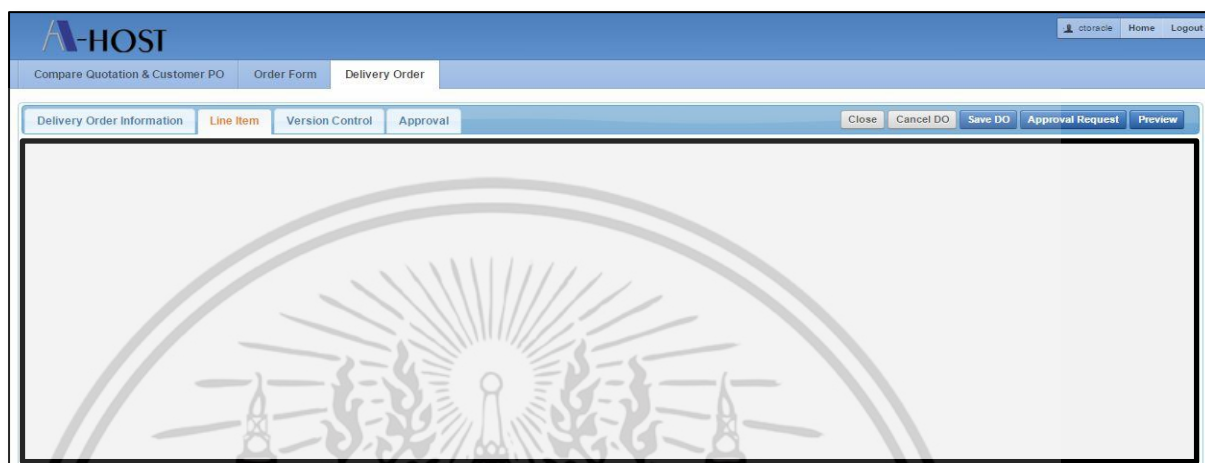 A-HOST
ctoracle Home Logout
Compare Quotation & Customer PO Order Form Delivery Order
Delivery Order Information Line Item Version Control Approval Close Cancel DO Save DO Approval Request Preview